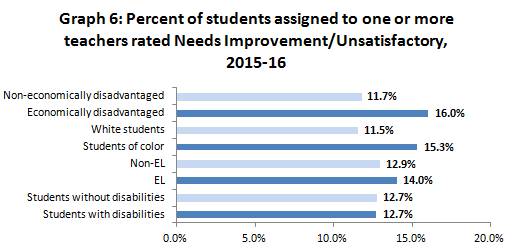 Graph 6: Percent of students assigned to one or more
teachers rated Needs Improvement/Unsatisfactory,
2015-16
Non-economically disadvantaged 11.7%
Economically disadvantaged 16.0%
White students 11.5%
Students of color 15.3%
Non-EL 12.9%
EL 14.0%
Students without disabilities 12.7%
Students with disabilities 12.7%
0.0% 5.0% 10.0% 15.0% 20.0%